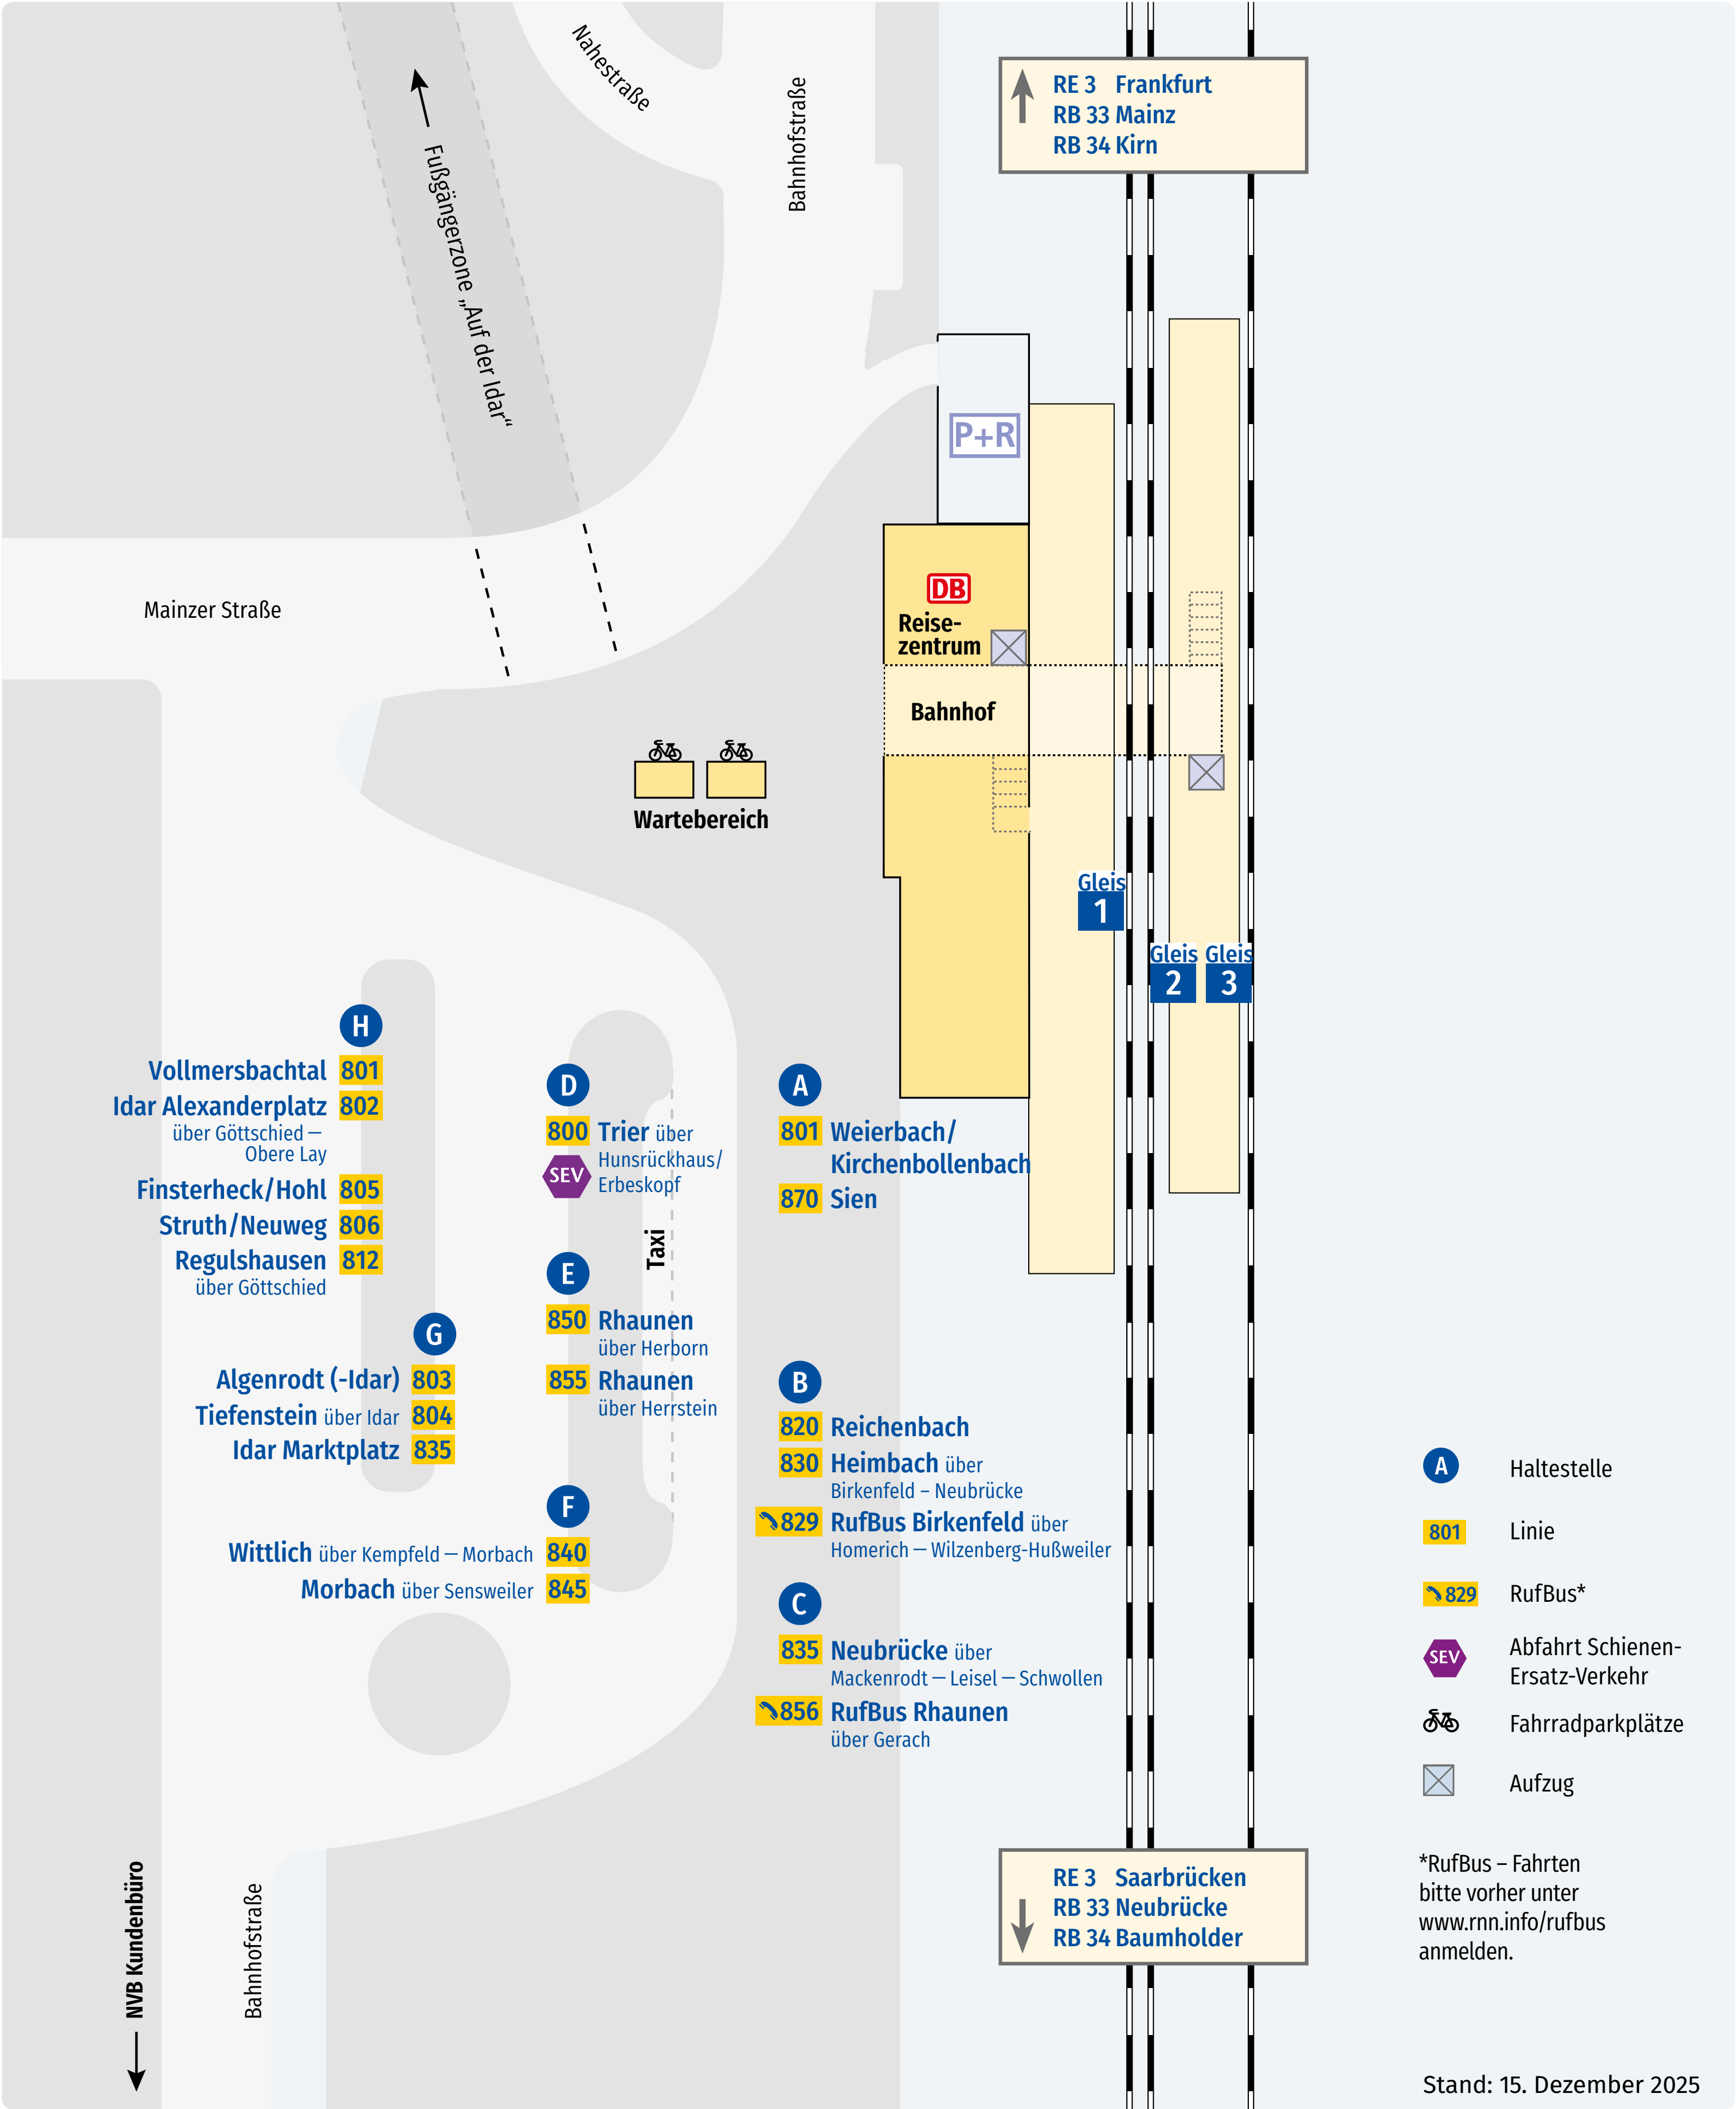 Nahestraße
Bahnhofstraße
Fußgängerzone „Auf der Idar“
RE 3 Frankfurt
RB 33 Mainz
RB 34 Kirn
P+R
DB
Reise-
zentrum
Bahnhof
Mainzer Straße
Wartebereich
Gleis
1
Gleis
2
Gleis
3
H
Vollmersbachtal 801
Idar Alexanderplatz 802
über Göttschied –
Obere Lay
Finsterheck/Hohl 805
Struth/Neuweg 806
Regulshausen 812
über Göttschied
G
Algenrodt (-Idar) 803
Tiefenstein über Idar 804
Idar Marktplatz 835
D
800 Trier über
Hunsrückhaus/
Erbeskopf
SEV
Taxi
E
850 Rhaunen
über Herborn
855 Rhaunen
über Herrstein
F
Wittlich über Kempfeld – Morbach 840
Morbach über Sensweiler 845
A
801 Weierbach/
Kirchenbollenbach
870 Sien
B
820 Reichenbach
830 Heimbach über
Birkenfeld – Neubrücke
829 RufBus Birkenfeld über
Homerich – Wilzenberg-Hußweiler
C
835 Neubrücke über
Mackenrodt – Leisel – Schwollen
856 RufBus Rhaunen
über Gerach
A Haltestelle
801 Linie
829 RufBus*
SEV Abfahrt Schienen-
Ersatz-Verkehr
Fahrradparkplätze
Aufzug
*RufBus – Fahrten
bitte vorher unter
www.rnn.info/rufbus
anmelden.
RE 3 Saarbrücken
RB 33 Neubrücke
RB 34 Baumholder
NVB Kundenbüro
Bahnhofstraße
Stand: 15. Dezember 2025